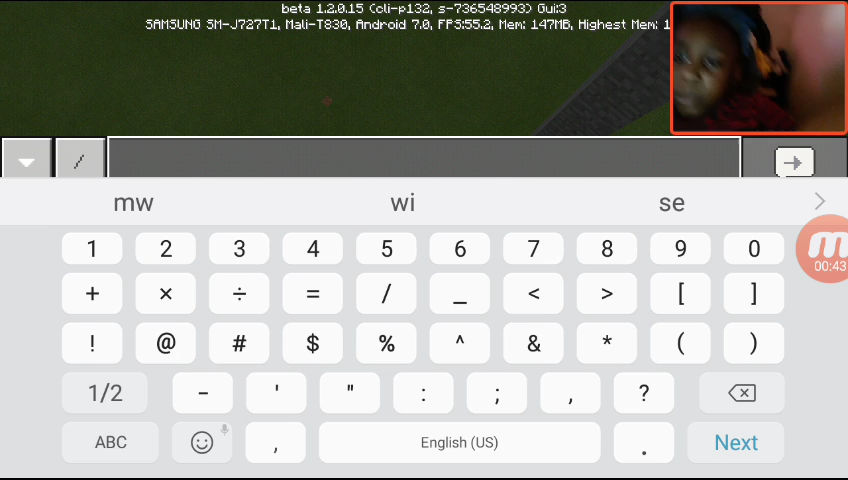 beta 1.2.0.15 (cli-p132, s-736548993) Gui:3
SAMSUNG SM-J727T1, Mali-T830, Android 7.0, FPS:55.2, Mem: 147MB, Highest Mem: 1
/
mw wi se
1 2 3 4 5 6 7 8 9 0
+ × ÷ = / _ < > [ ]
! @ # $ % ^ & * ( )
1/2 - ' " : ; , ?
ABC , English (US) . Next
m
00:43